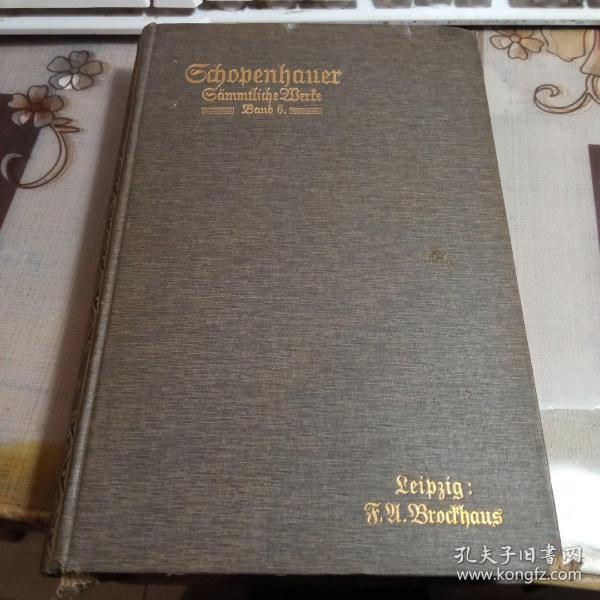 Schopenhauer
Sämmtliche Werke
Band 6.
Leipzig:
F. A. Brockhaus
孔夫子旧书网
www.kongfz.com